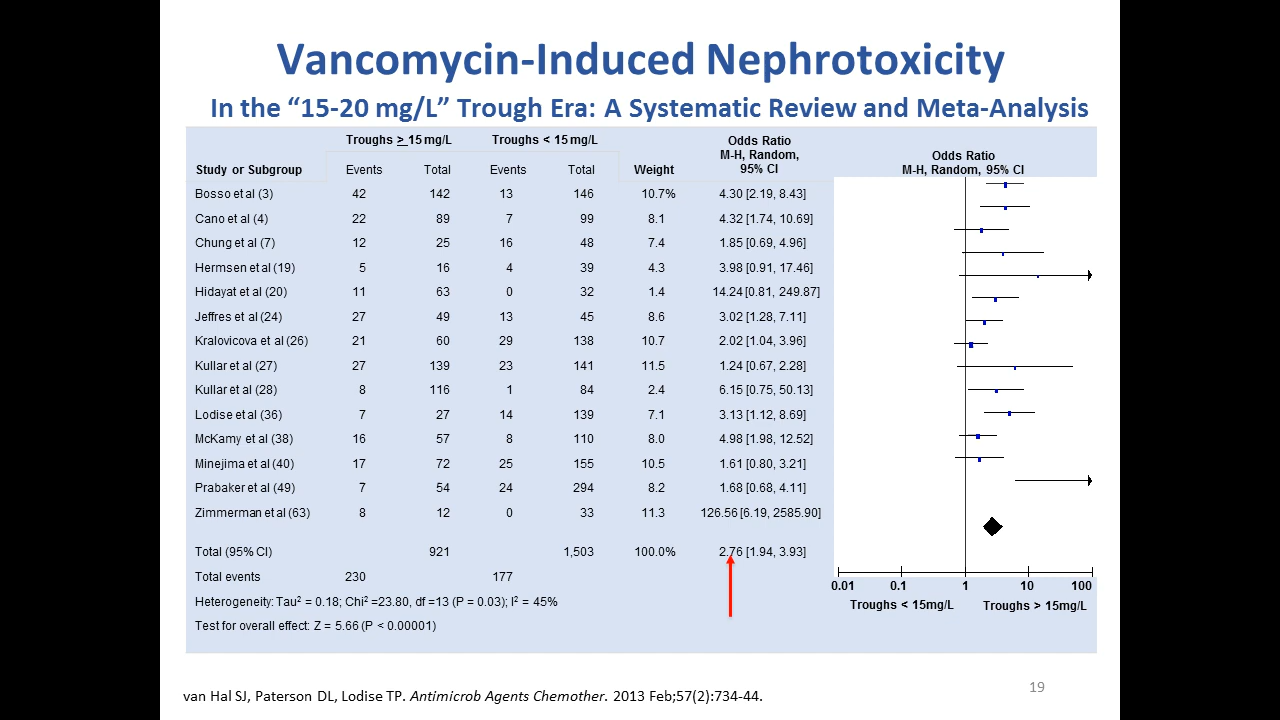 Vancomycin-Induced Nephrotoxicity
In the “15-20 mg/L” Trough Era: A Systematic Review and Meta-Analysis
Troughs > 15 mg/L Troughs < 15 mg/L Odds Ratio M-H, Random, 95% CI Odds Ratio M-H, Random, 95% CI
Study or Subgroup Events Total Events Total Weight
Bosso et al (3) 42 142 13 146 10.7% 4.30 [2.19, 8.43]
Cano et al (4) 22 89 7 99 8.1 4.32 [1.74, 10.69]
Chung et al (7) 12 25 16 48 7.4 1.85 [0.69, 4.96]
Hermsen et al (19) 5 16 4 39 4.3 3.98 [0.91, 17.46]
Hidayat et al (20) 11 63 0 32 1.4 14.24 [0.81, 249.87]
Jeffres et al (24) 27 49 13 45 8.6 3.02 [1.28, 7.11]
Kralovicova et al (26) 21 60 29 138 10.7 2.02 [1.04, 3.96]
Kullar et al (27) 27 139 23 141 11.5 1.24 [0.67, 2.28]
Kullar et al (28) 8 116 1 84 2.4 6.15 [0.75, 50.13]
Lodise et al (36) 7 27 14 139 7.1 3.13 [1.12, 8.69]
McKamy et al (38) 16 57 8 110 8.0 4.98 [1.98, 12.52]
Minejima et al (40) 17 72 25 155 10.5 1.61 [0.80, 3.21]
Prabaker et al (49) 7 54 24 294 8.2 1.68 [0.68, 4.11]
Zimmerman et al (63) 8 12 0 33 11.3 126.56 [6.19, 2585.90]
Total (95% CI) 921 1,503 100.0% 2.76 [1.94, 3.93]
Total events 230 177
Heterogeneity: Tau² = 0.18; Chi² =23.80, df =13 (P = 0.03); I² = 45%
Test for overall effect: Z = 5.66 (P < 0.00001)
0.01 0.1 1 10 100
Troughs < 15mg/L Troughs > 15mg/L
van Hal SJ, Paterson DL, Lodise TP. Antimicrob Agents Chemother. 2013 Feb;57(2):734-44.
19